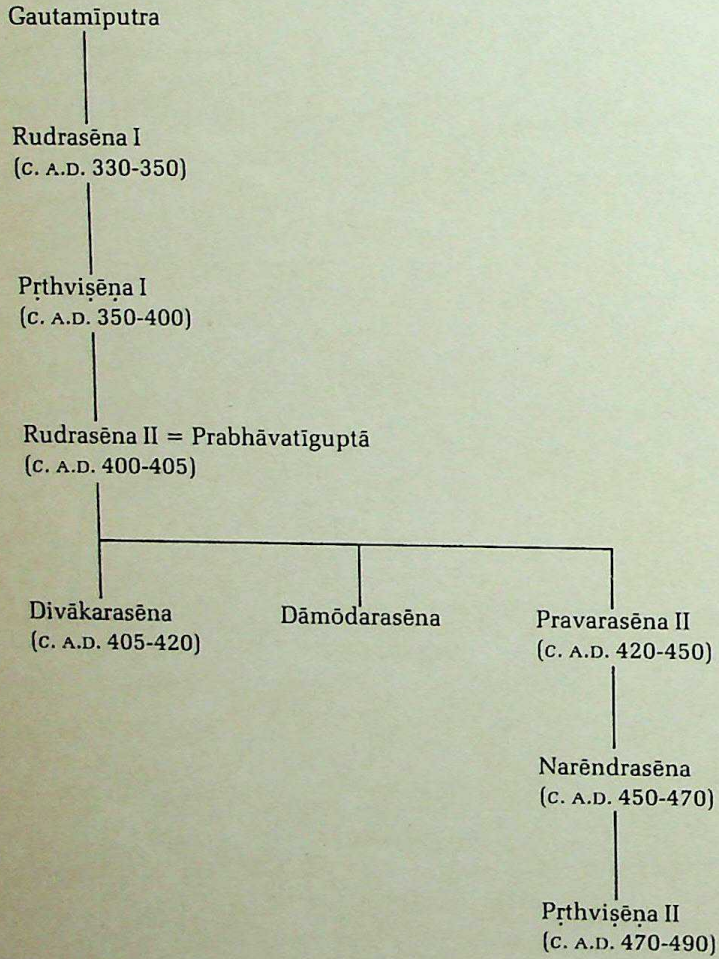 Gautamīputra
Rudrasēna I
(C. A.D. 330-350)
Pṛthviṣēṇa I
(C. A.D. 350-400)
Rudrasēna II = Prabhāvatīguptā
(C. A.D. 400-405)
Divākarasēna
(C. A.D. 405-420)
Dāmōdarasēna
Pravarasēna II
(C. A.D. 420-450)
Narēndrasēna
(C. A.D. 450-470)
Pṛthviṣēṇa II
(C. A.D. 470-490)